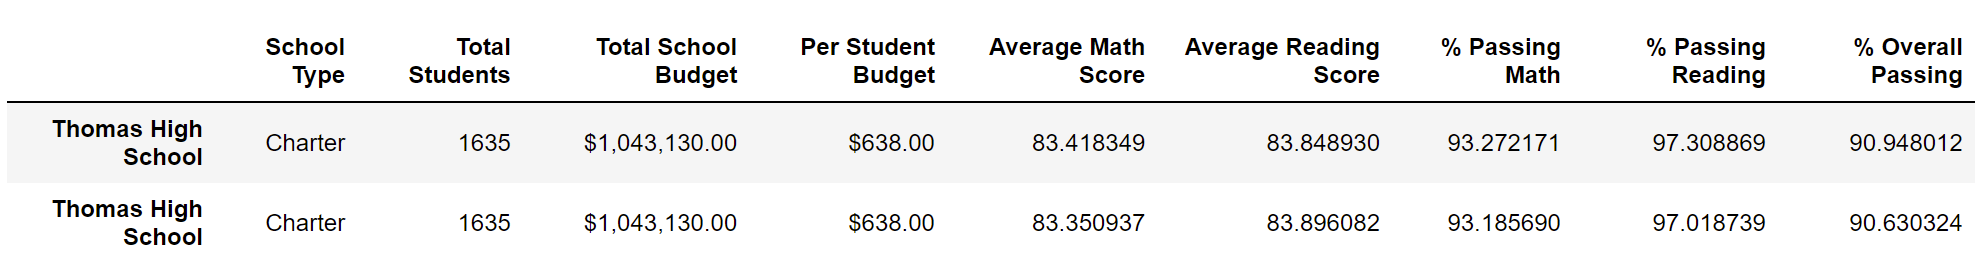 School Type Total Students Total School Budget Per Student Budget Average Math Score Average Reading Score % Passing Math % Passing Reading % Overall Passing
Thomas High School Charter 1635 $1,043,130.00 $638.00 83.418349 83.848930 93.272171 97.308869 90.948012
Thomas High School Charter 1635 $1,043,130.00 $638.00 83.350937 83.896082 93.185690 97.018739 90.630324